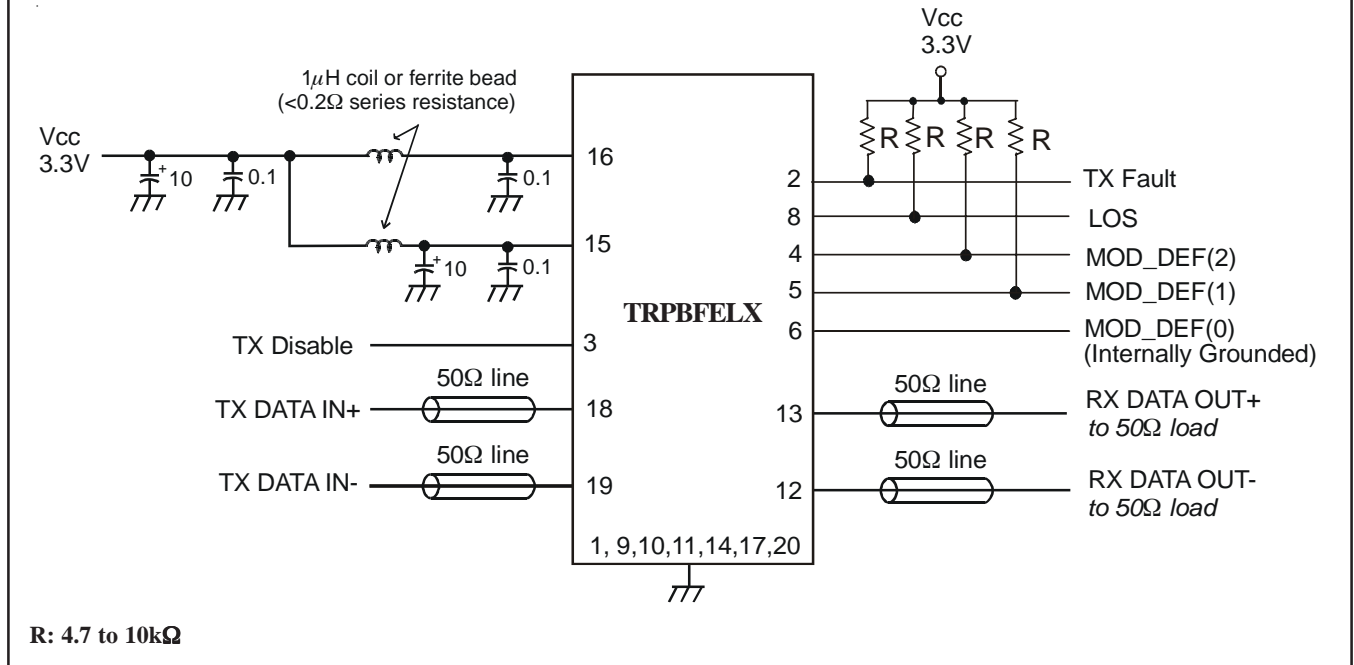 1μH coil or ferrite bead
(<0.2Ω series resistance)
Vcc
3.3V
+10
0.1
0.1
+10
0.1
16
15
TX Disable
3
50Ω line
TX DATA IN+
18
50Ω line
TX DATA IN-
19
TRPBFELX
1, 9,10,11,14,17,20
Vcc
3.3V
R
R
R
R
2
TX Fault
8
LOS
4
MOD_DEF(2)
5
MOD_DEF(1)
6
MOD_DEF(0)
(Internally Grounded)
50Ω line
13
RX DATA OUT+
to 50Ω load
50Ω line
12
RX DATA OUT-
to 50Ω load
R: 4.7 to 10kΩ